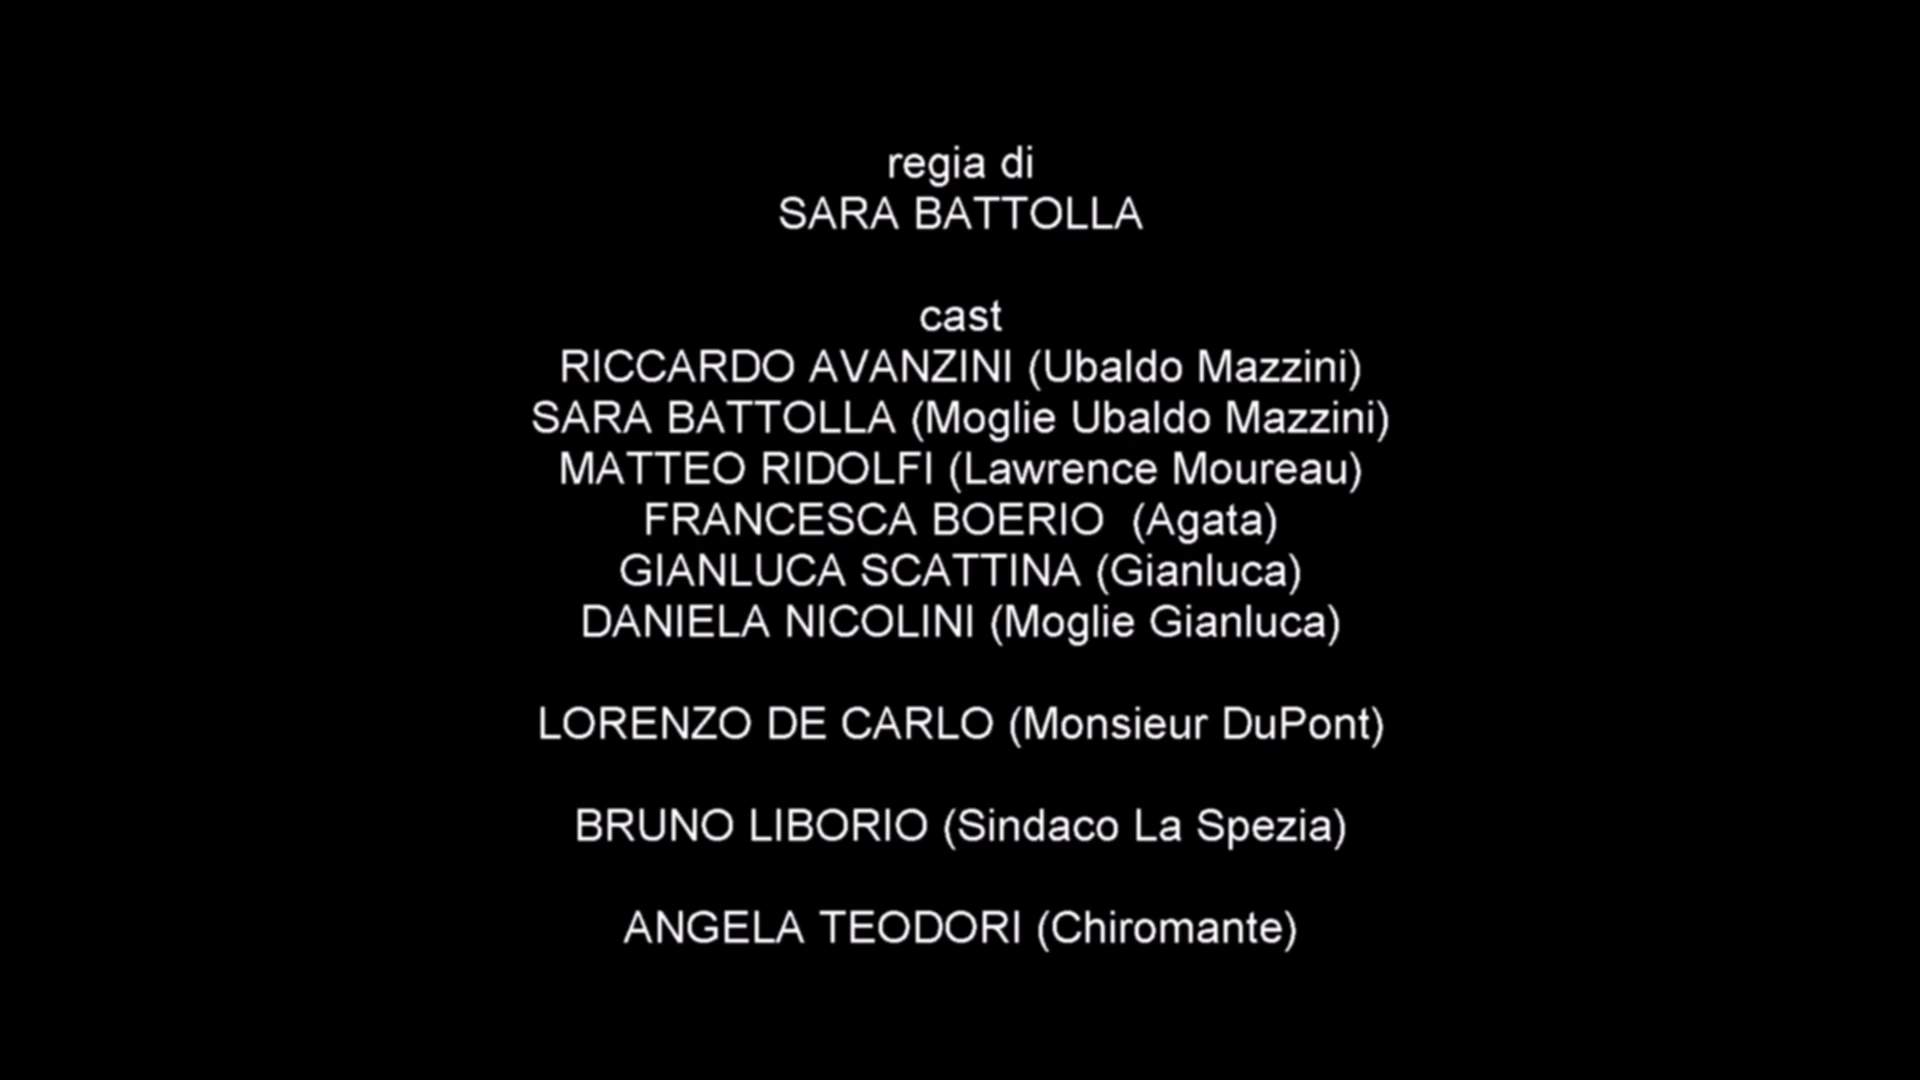 regia di
SARA BATTOLLA
cast
RICCARDO AVANZINI (Ubaldo Mazzini)
SARA BATTOLLA (Moglie Ubaldo Mazzini)
MATTEO RIDOLFI (Lawrence Moureau)
FRANCESCA BOERIO  (Agata)
GIANLUCA SCATTINA (Gianluca)
DANIELA NICOLINI (Moglie Gianluca)
LORENZO DE CARLO (Monsieur DuPont)
BRUNO LIBORIO (Sindaco La Spezia)
ANGELA TEODORI (Chiromante)